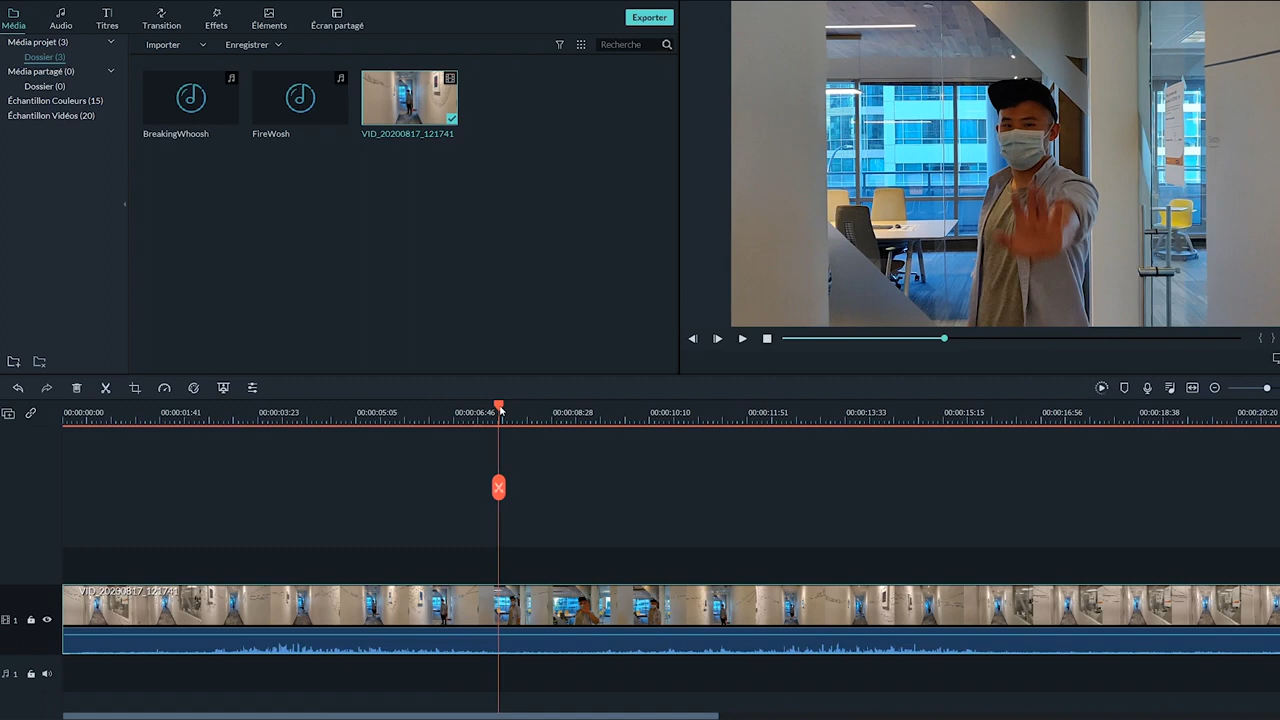 Média Audio Titres Transition Effets Éléments Écran partagé Exporter
Média projet (3)
Dossier (3)
Média partagé (0)
Dossier (0)
Échantillon Couleurs (15)
Échantillon Vidéos (20)
Importer Enregistrer Recherche
BreakingWhoosh FireWosh VID_20200817_121741
00:00:00:00 00:00:01:41 00:00:03:23 00:00:05:05 00:00:06:46 00:00:08:28 00:00:10:10 00:00:11:51 00:00:13:33 00:00:15:15 00:00:16:56 00:00:18:38 00:00:20:20
VID_20200817_121741
1
1